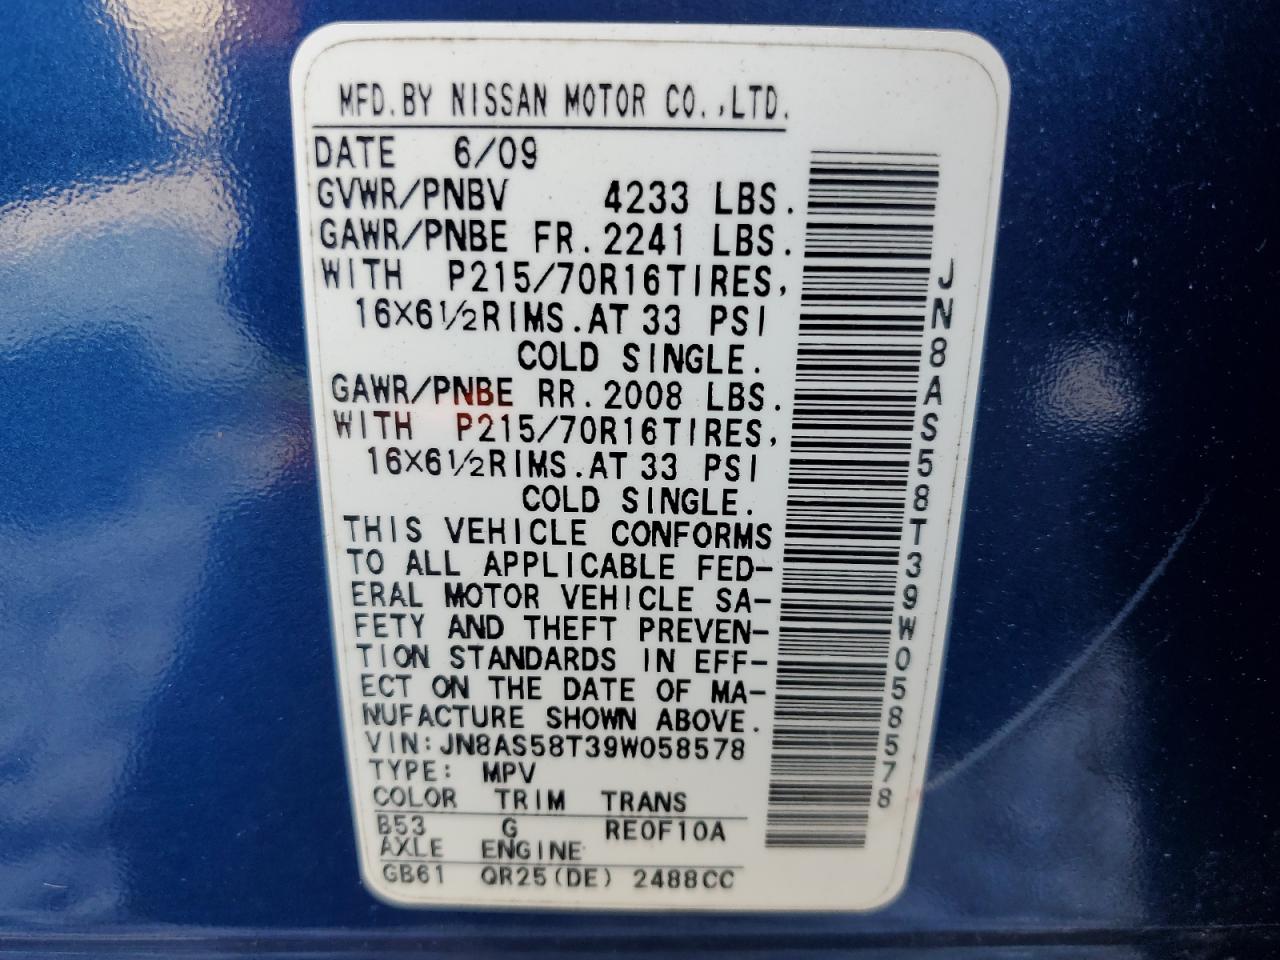 MFD.BY NISSAN MOTOR CO.,LTD.
DATE 6/09
GVWR/PNBV 4233 LBS.
GAWR/PNBE FR.2241 LBS.
WITH P215/70R16TIRES,
16X6½RIMS.AT 33 PSI
COLD SINGLE.
GAWR/PNBE RR.2008 LBS.
WITH P215/70R16TIRES,
16X6½RIMS.AT 33 PSI
COLD SINGLE.
THIS VEHICLE CONFORMS
TO ALL APPLICABLE FED-
ERAL MOTOR VEHICLE SA-
FETY AND THEFT PREVEN-
TION STANDARDS IN EFF-
ECT ON THE DATE OF MA-
NUFACTURE SHOWN ABOVE.
VIN:JN8AS58T39W058578
TYPE: MPV
COLOR TRIM TRANS
B53 G RE0F10A
AXLE ENGINE
GB61 QR25(DE) 2488CC
JN8AS58T39W058578